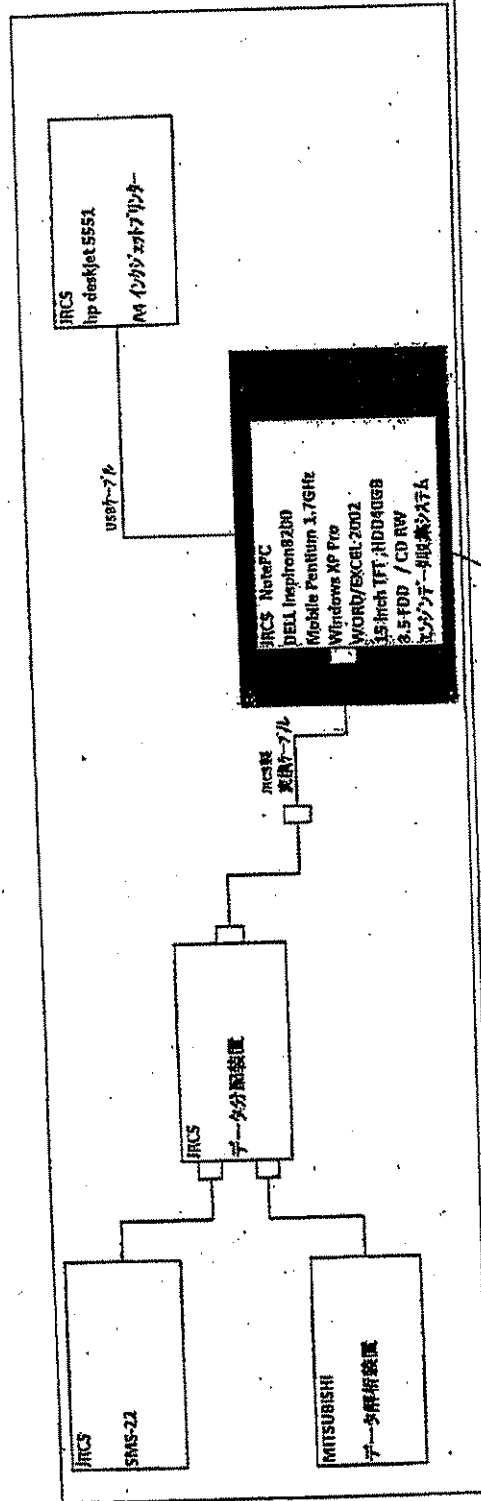 JRCS
SMS-22
MITSUBISHI
データ解析装置
JRCS
データ分配装置
JRCS製
変換ケーブル
JRCS NotePC
DELL Inspiron8200
Mobile Pentium 1.7GHz
Windows XP Pro
WORD/EXCEL 2002
15 inch TFT ;HDD40GB
3.5 FDD / CD RW
エンジンデータ収集システム
USBケーブル
JRCS
hp deskjet 5551
A4 インクジェットプリンター